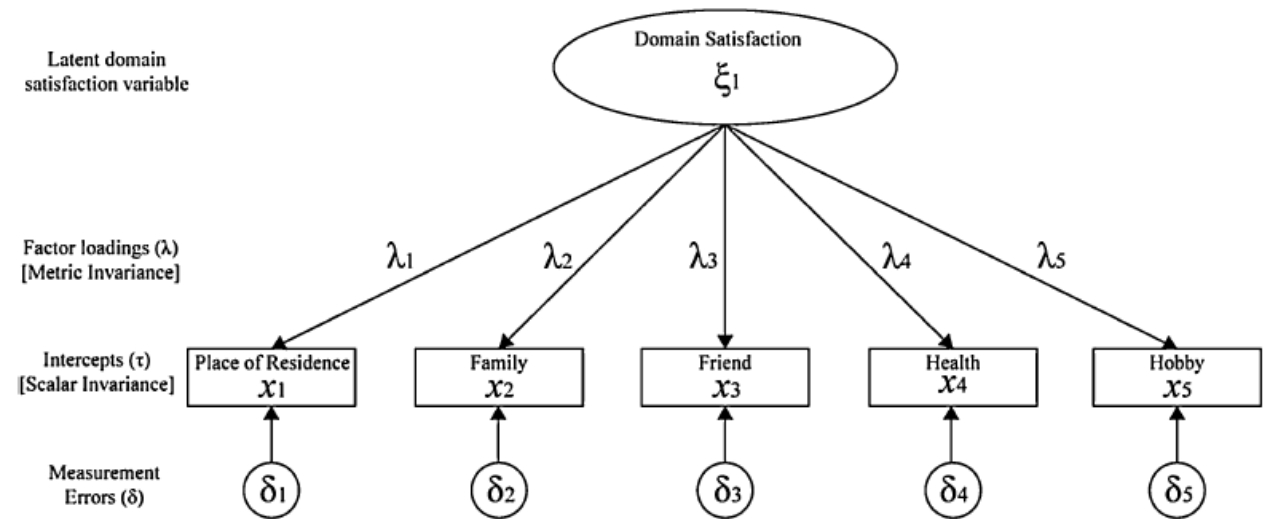 Domain Satisfaction
ξ1
Latent domain
satisfaction variable
Factor loadings (λ)
[Metric Invariance]
λ1 λ2 λ3 λ4 λ5
Intercepts (τ)
[Scalar Invariance]
Place of Residence Family Friend Health Hobby
x1 x2 x3 x4 x5
Measurement
Errors (δ)
δ1 δ2 δ3 δ4 δ5